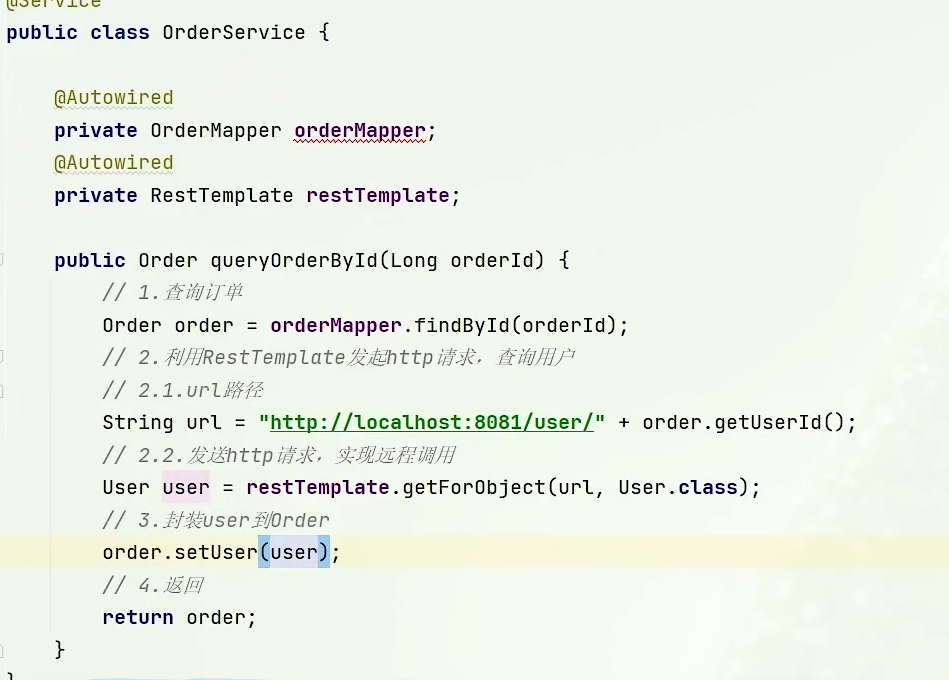 @Service
public class OrderService {
@Autowired
private OrderMapper orderMapper;
@Autowired
private RestTemplate restTemplate;
public Order queryOrderById(Long orderId) {
// 1.查询订单
Order order = orderMapper.findById(orderId);
// 2.利用RestTemplate发起http请求，查询用户
// 2.1.url路径
String url = "http://localhost:8081/user/" + order.getUserId();
// 2.2.发送http请求，实现远程调用
User user = restTemplate.getForObject(url, User.class);
// 3.封装user到Order
order.setUser(user);
// 4.返回
return order;
}
}